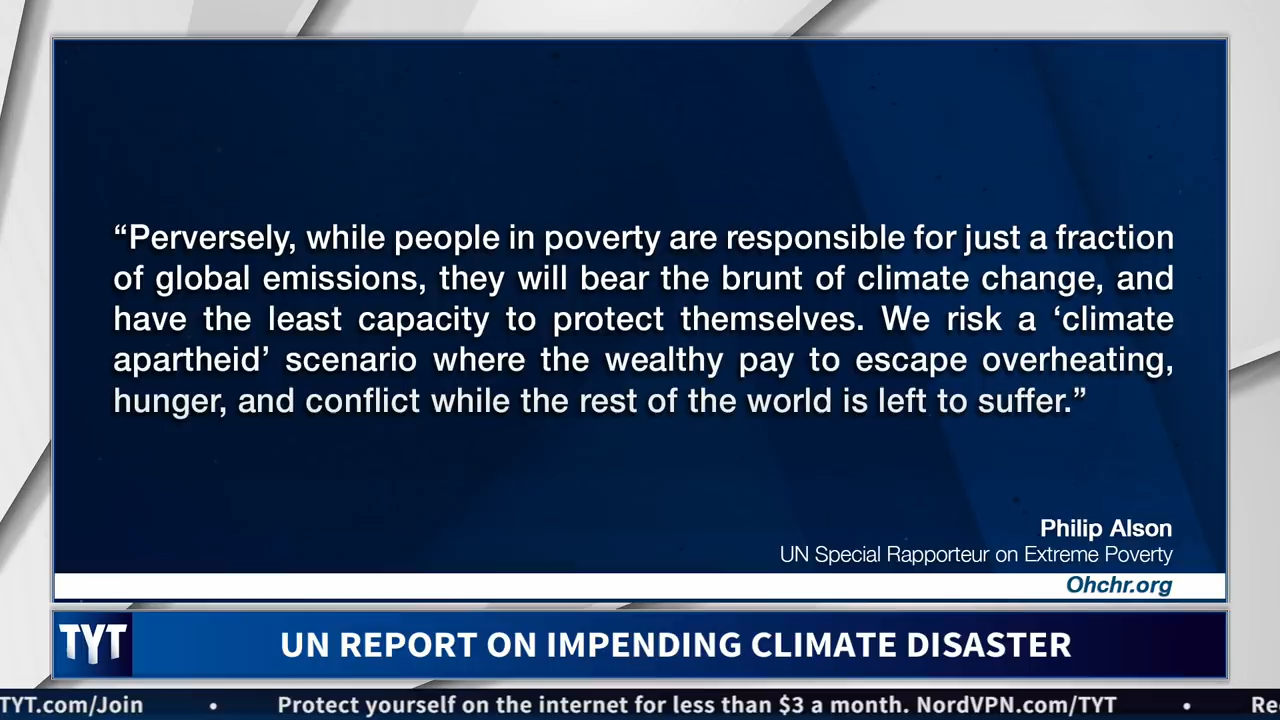 “Perversely, while people in poverty are responsible for just a fraction
of global emissions, they will bear the brunt of climate change, and
have the least capacity to protect themselves. We risk a ‘climate
apartheid’ scenario where the wealthy pay to escape overheating,
hunger, and conflict while the rest of the world is left to suffer.”
Philip Alson
UN Special Rapporteur on Extreme Poverty
Ohchr.org
TYT UN REPORT ON IMPENDING CLIMATE DISASTER
TYT.com/Join • Protect yourself on the internet for less than $3 a month. NordVPN.com/TYT • Re